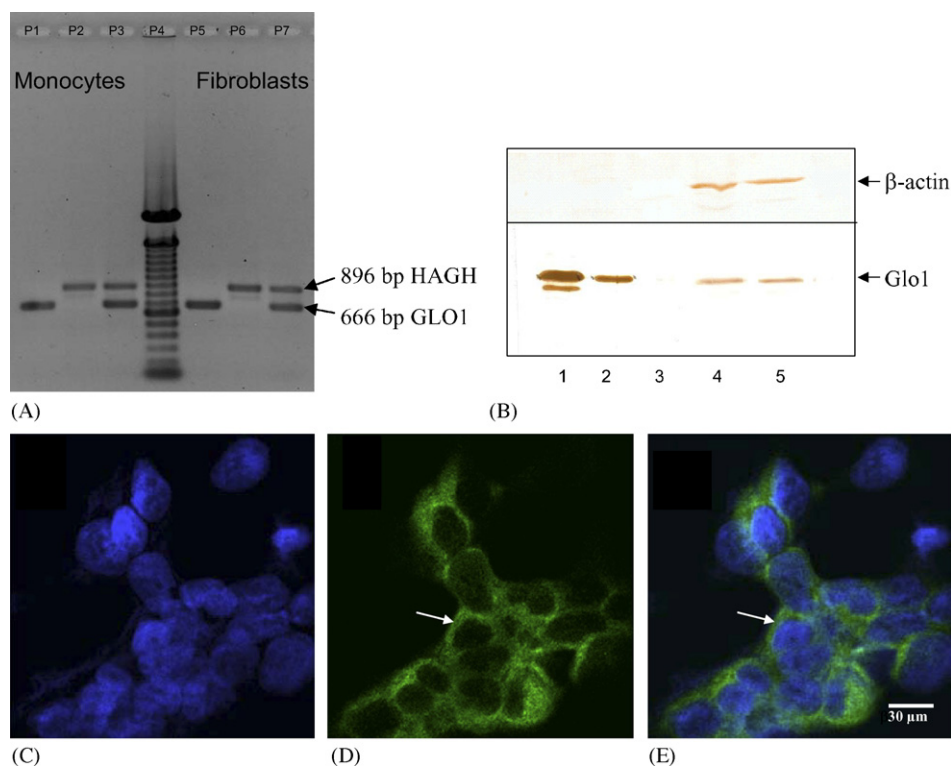 P1 P2 P3 P4 P5 P6 P7
Monocytes Fibroblasts
896 bp HAGH
666 bp GLO1
(A)
β-actin
Glo1
1 2 3 4 5
(B)
(C)
(D)
30 µm
(E)